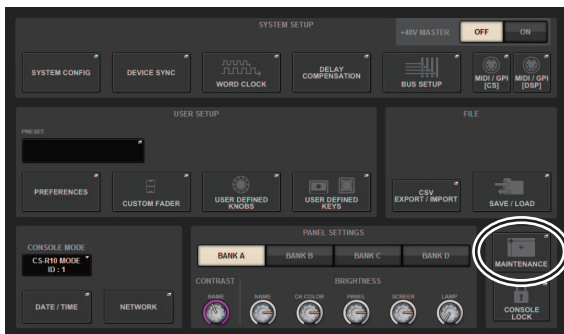 SYSTEM SETUP
+48V MASTER
OFF
ON
SYSTEM CONFIG
DEVICE SYNC
WORD CLOCK
DELAY
COMPENSATION
BUS SETUP
MIDI / GPI
[CS]
MIDI / GPI
[DSP]
USER SETUP
PRESET
PREFERENCES
CUSTOM FADER
USER DEFINED
KNOBS
USER DEFINED
KEYS
FILE
CSV
EXPORT / IMPORT
SAVE / LOAD
CONSOLE MODE
CS-R10 MODE
ID : 1
DATE / TIME
NETWORK
PANEL SETTINGS
BANK A
BANK B
BANK C
BANK D
CONTRAST
BRIGHTNESS
NAME
NAME
CH COLOR
PANEL
SCREEN
LAMP
MAINTENANCE
CONSOLE
LOCK